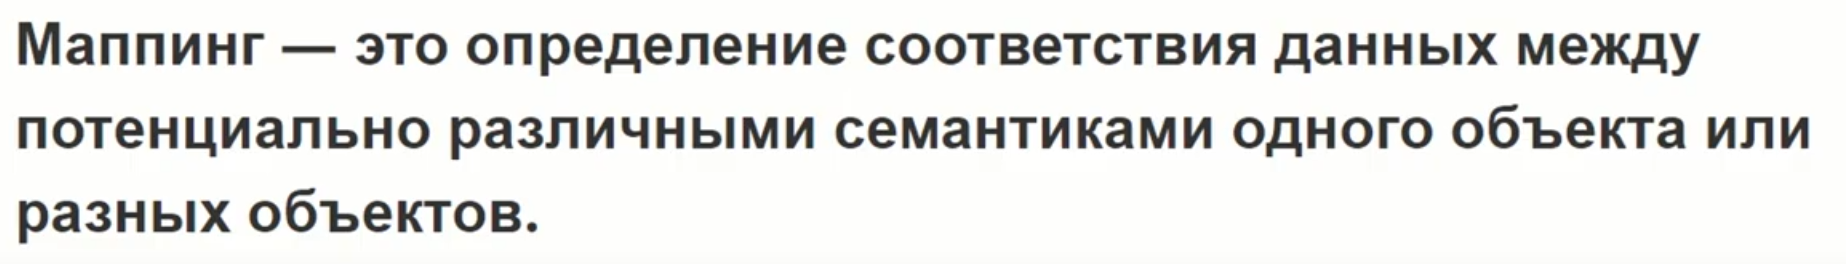 Маппинг — это определение соответствия данных между
потенциально различными семантиками одного объекта или
разных объектов.